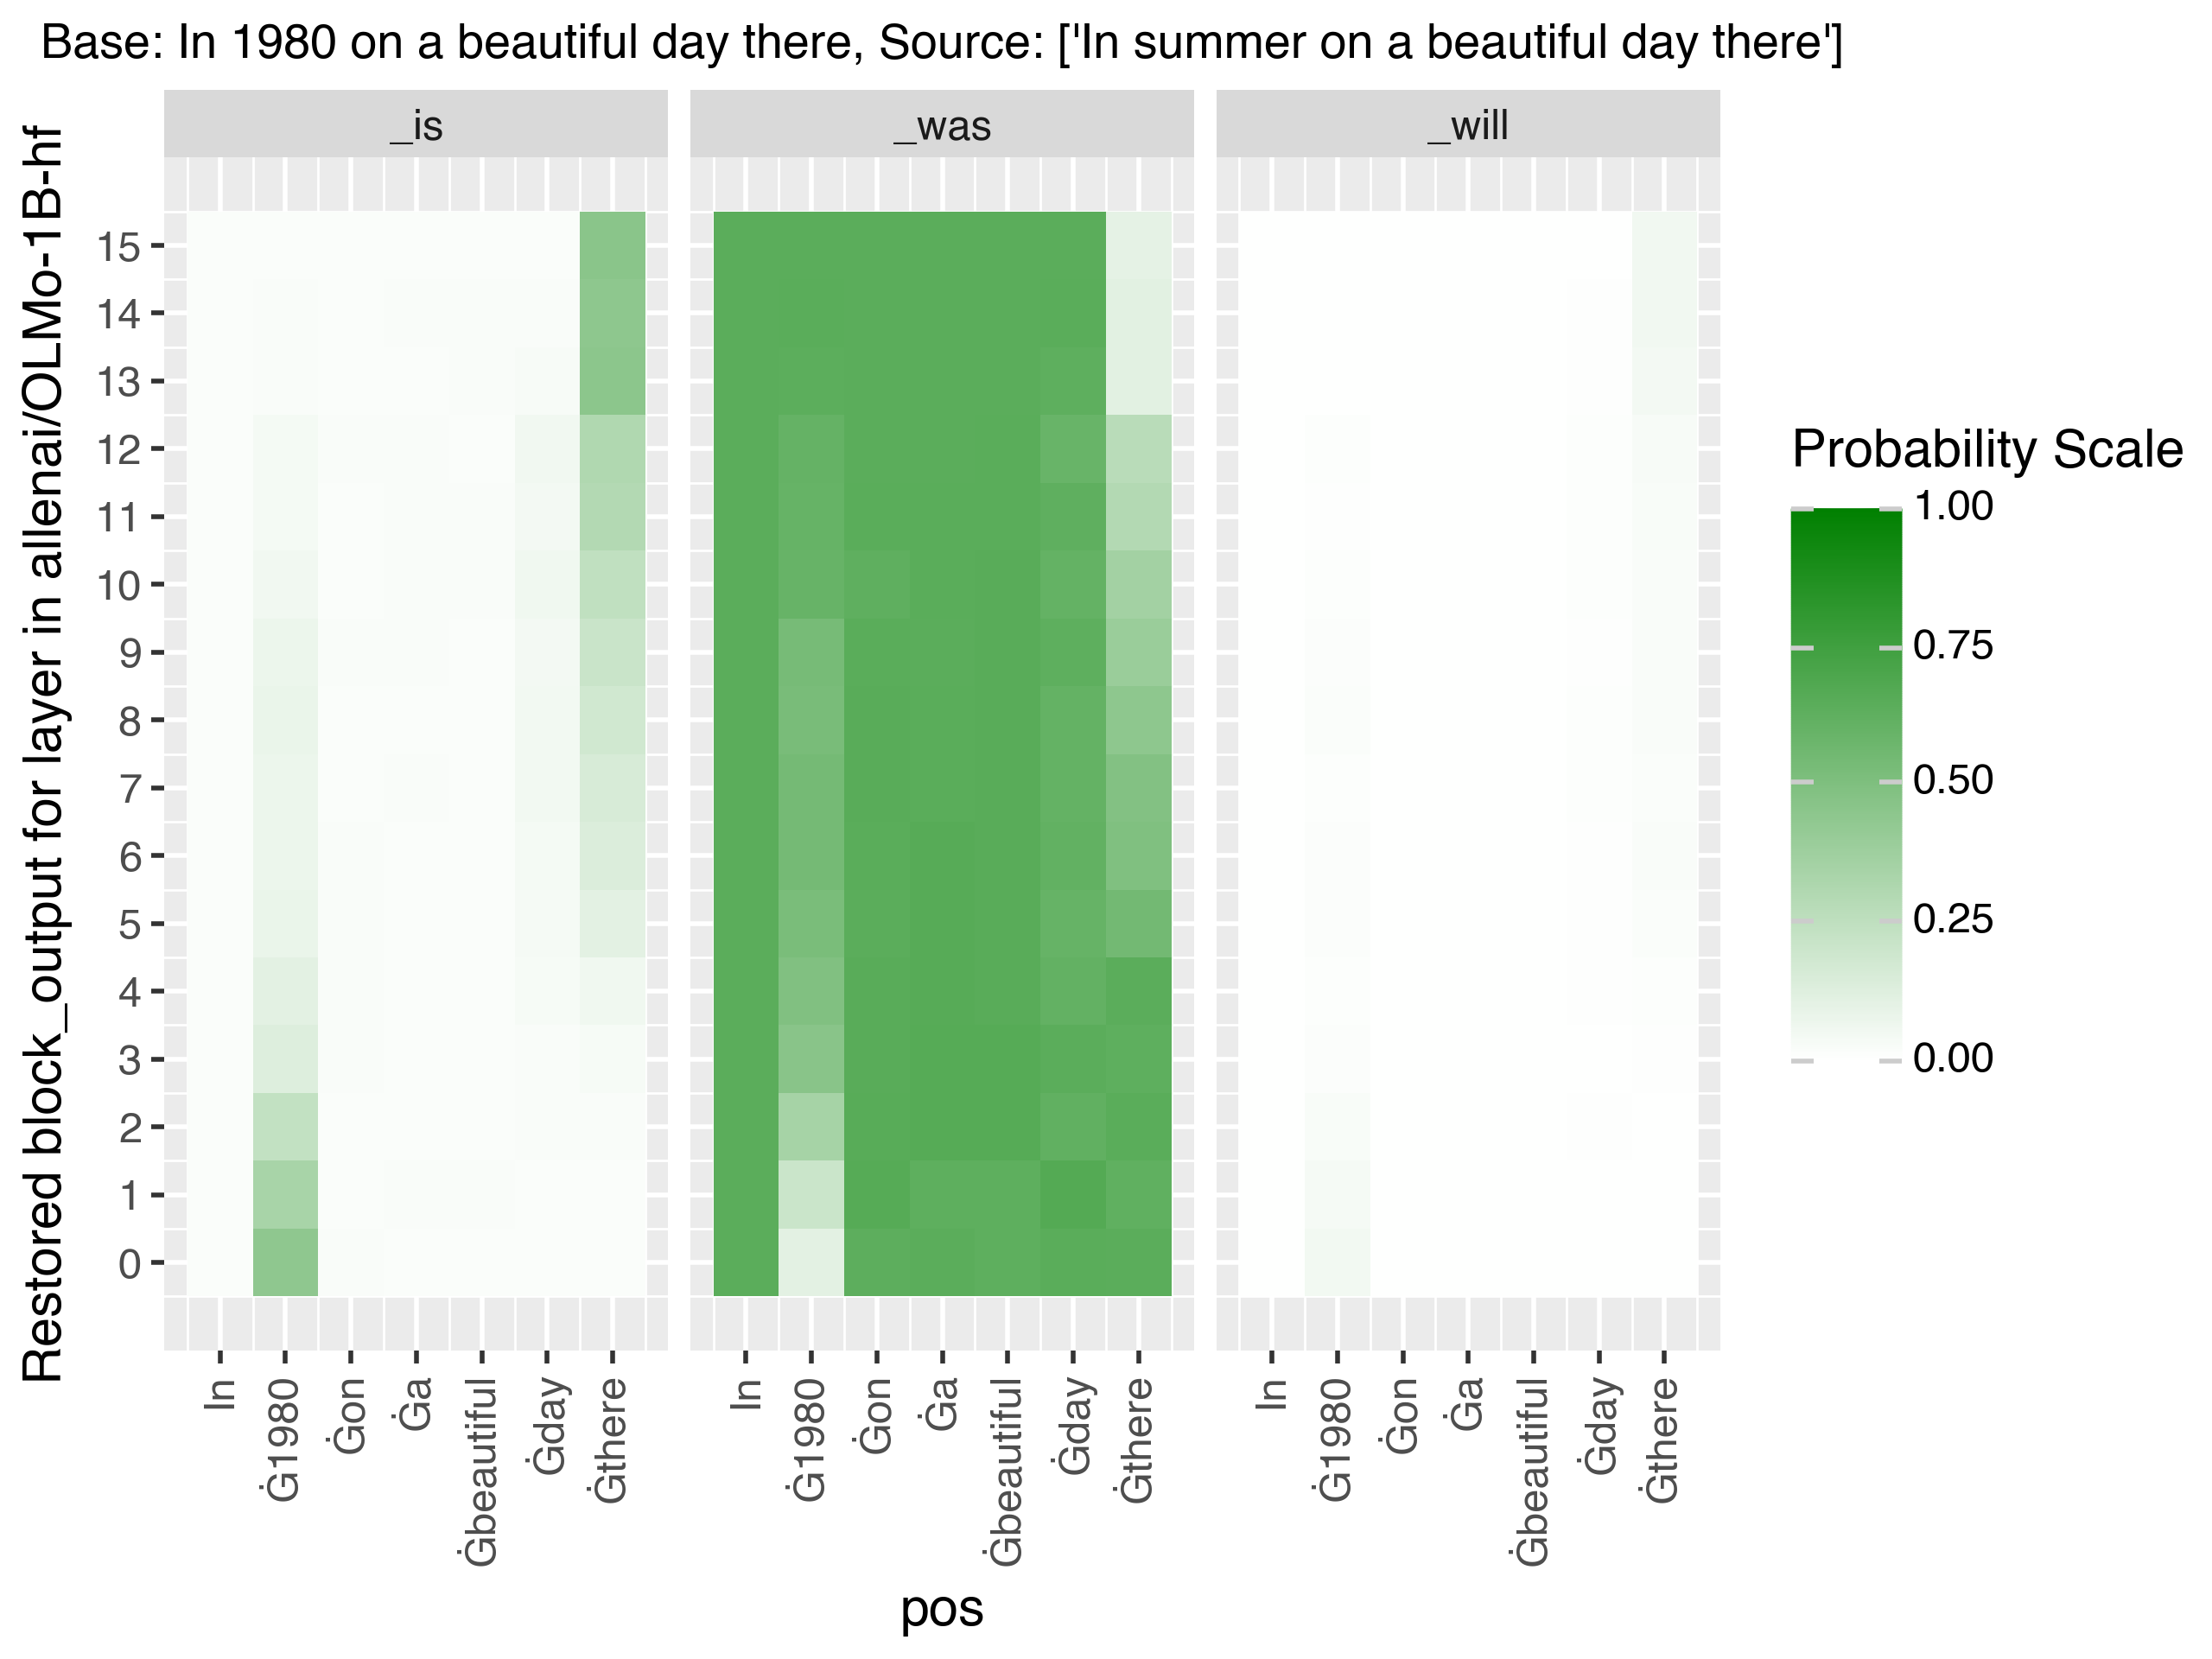 Base: In 1980 on a beautiful day there, Source: ['In summer on a beautiful day there']
_is
_was
_will
Restored block_output for layer in allenai/OLMo-1B-hf
15
14
13
12
11
10
9
8
7
6
5
4
3
2
1
0
In
Ġ1980
Ġon
Ġa
Ġbeautiful
Ġday
Ġthere
In
Ġ1980
Ġon
Ġa
Ġbeautiful
Ġday
Ġthere
In
Ġ1980
Ġon
Ġa
Ġbeautiful
Ġday
Ġthere
pos
Probability Scale
1.00
0.75
0.50
0.25
0.00